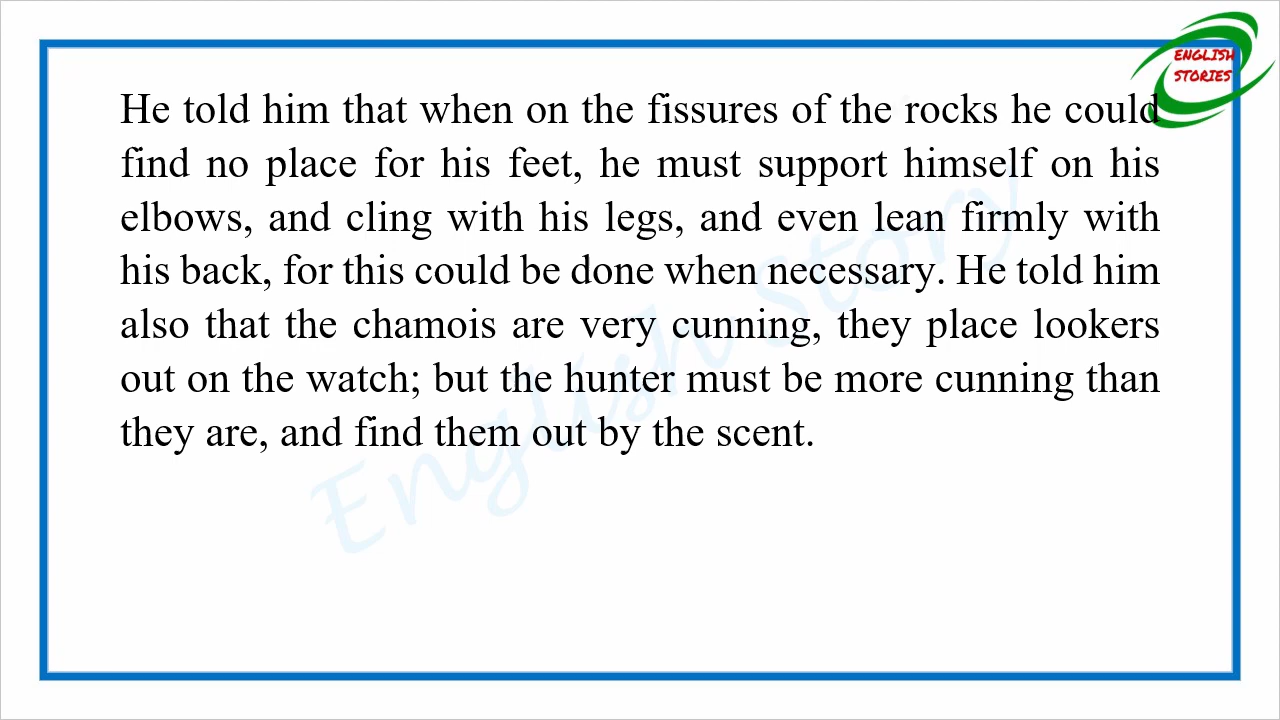 ENGLISH
STORIES
He told him that when on the fissures of the rocks he could
find no place for his feet, he must support himself on his
elbows, and cling with his legs, and even lean firmly with
his back, for this could be done when necessary. He told him
also that the chamois are very cunning, they place lookers
out on the watch; but the hunter must be more cunning than
they are, and find them out by the scent.
English Story